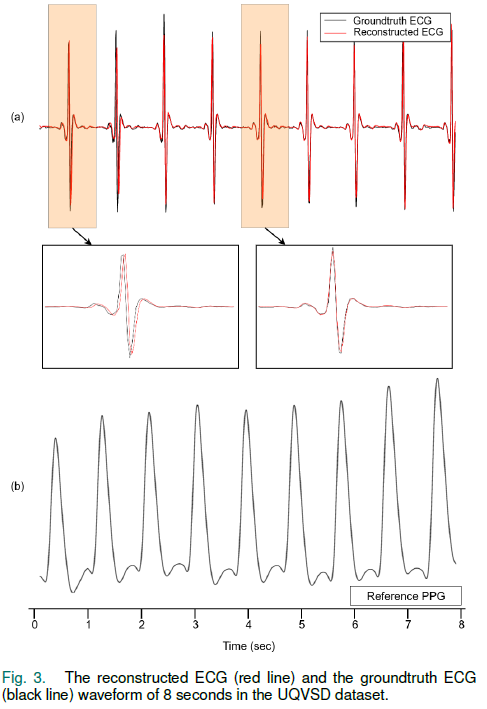 Groundtruth ECG
Reconstructed ECG
(a)
(b)
Reference PPG
0 1 2 3 4 5 6 7 8
Time (sec)
Fig. 3. The reconstructed ECG (red line) and the groundtruth ECG
(black line) waveform of 8 seconds in the UQVSD dataset.